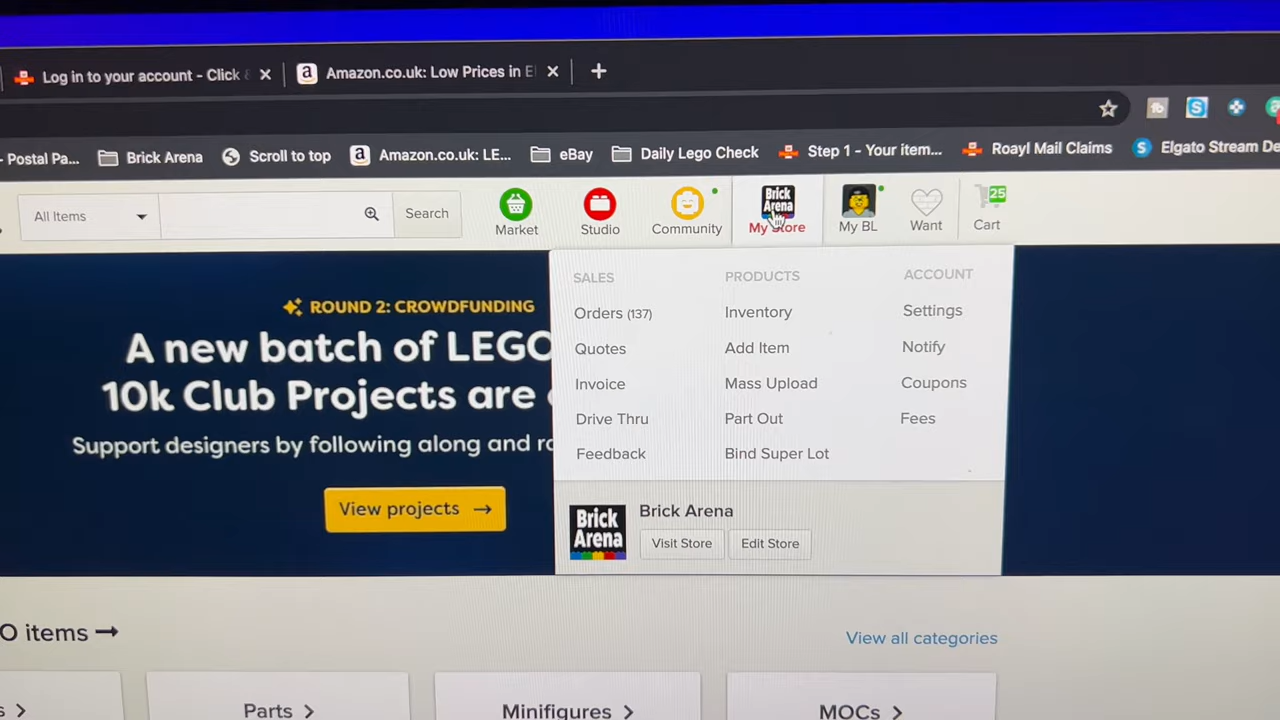 Log in to your account - Click &
Amazon.co.uk: Low Prices in E
- Postal Pa...
Brick Arena
Scroll to top
Amazon.co.uk: LE...
eBay
Daily Lego Check
Step 1 - Your item...
Roayl Mail Claims
Elgato Stream De
All Items
Search
Market
Studio
Community
Brick Arena
My Store
My BL
Want
25
Cart
ROUND 2: CROWDFUNDING
A new batch of LEGO
10k Club Projects are
Support designers by following along and ra
View projects →
SALES
Orders (137)
Quotes
Invoice
Drive Thru
Feedback
PRODUCTS
Inventory
Add Item
Mass Upload
Part Out
Bind Super Lot
ACCOUNT
Settings
Notify
Coupons
Fees
Brick
Arena
Brick Arena
Visit Store
Edit Store
O items →
View all categories
s >
Parts >
Minifigures >
MOCs >